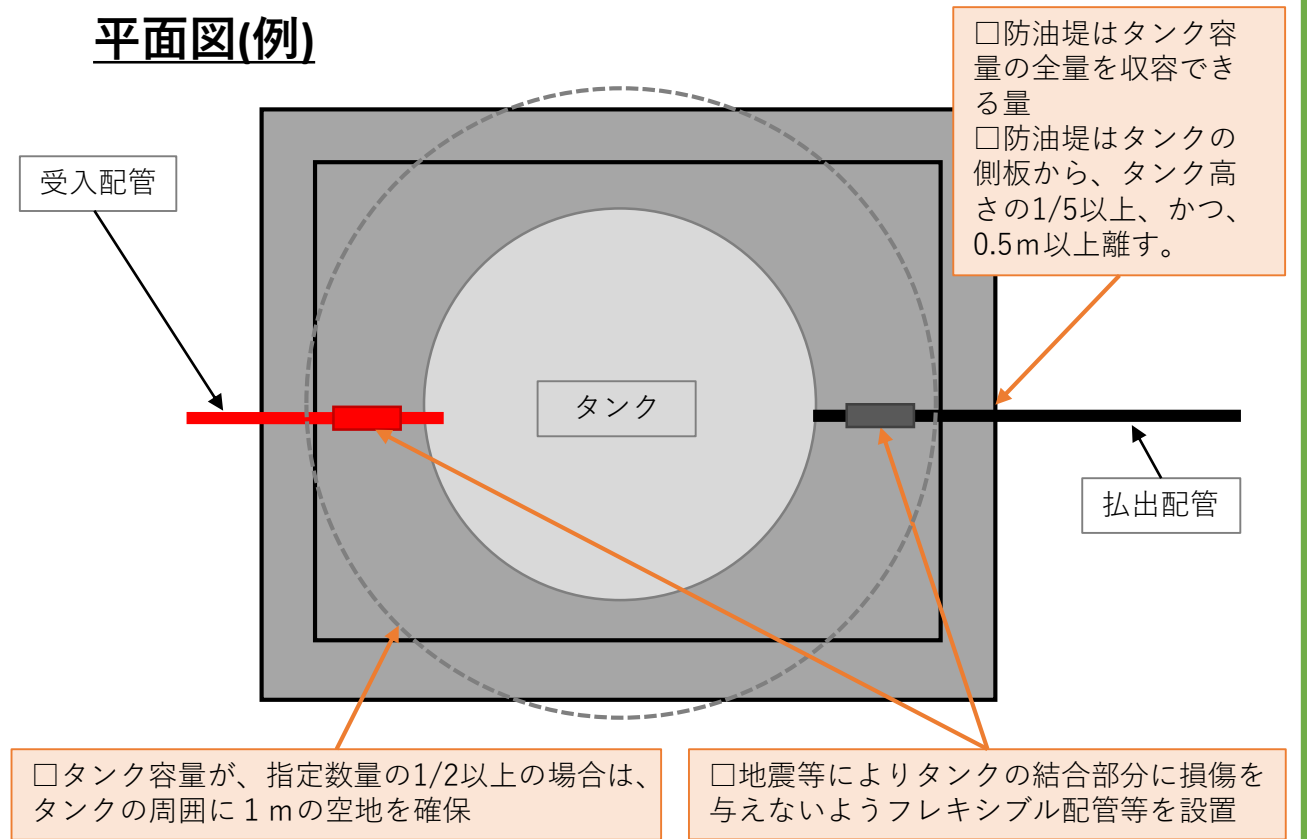 平面図(例)
□防油堤はタンク容
量の全量を収容でき
る量
□防油堤はタンクの
側板から、タンク高
さの1/5以上、かつ、
0.5ｍ以上離す。
受入配管
タンク
払出配管
□タンク容量が、指定数量の1/2以上の場合は、
タンクの周囲に１ｍの空地を確保
□地震等によりタンクの結合部分に損傷を
与えないようフレキシブル配管等を設置